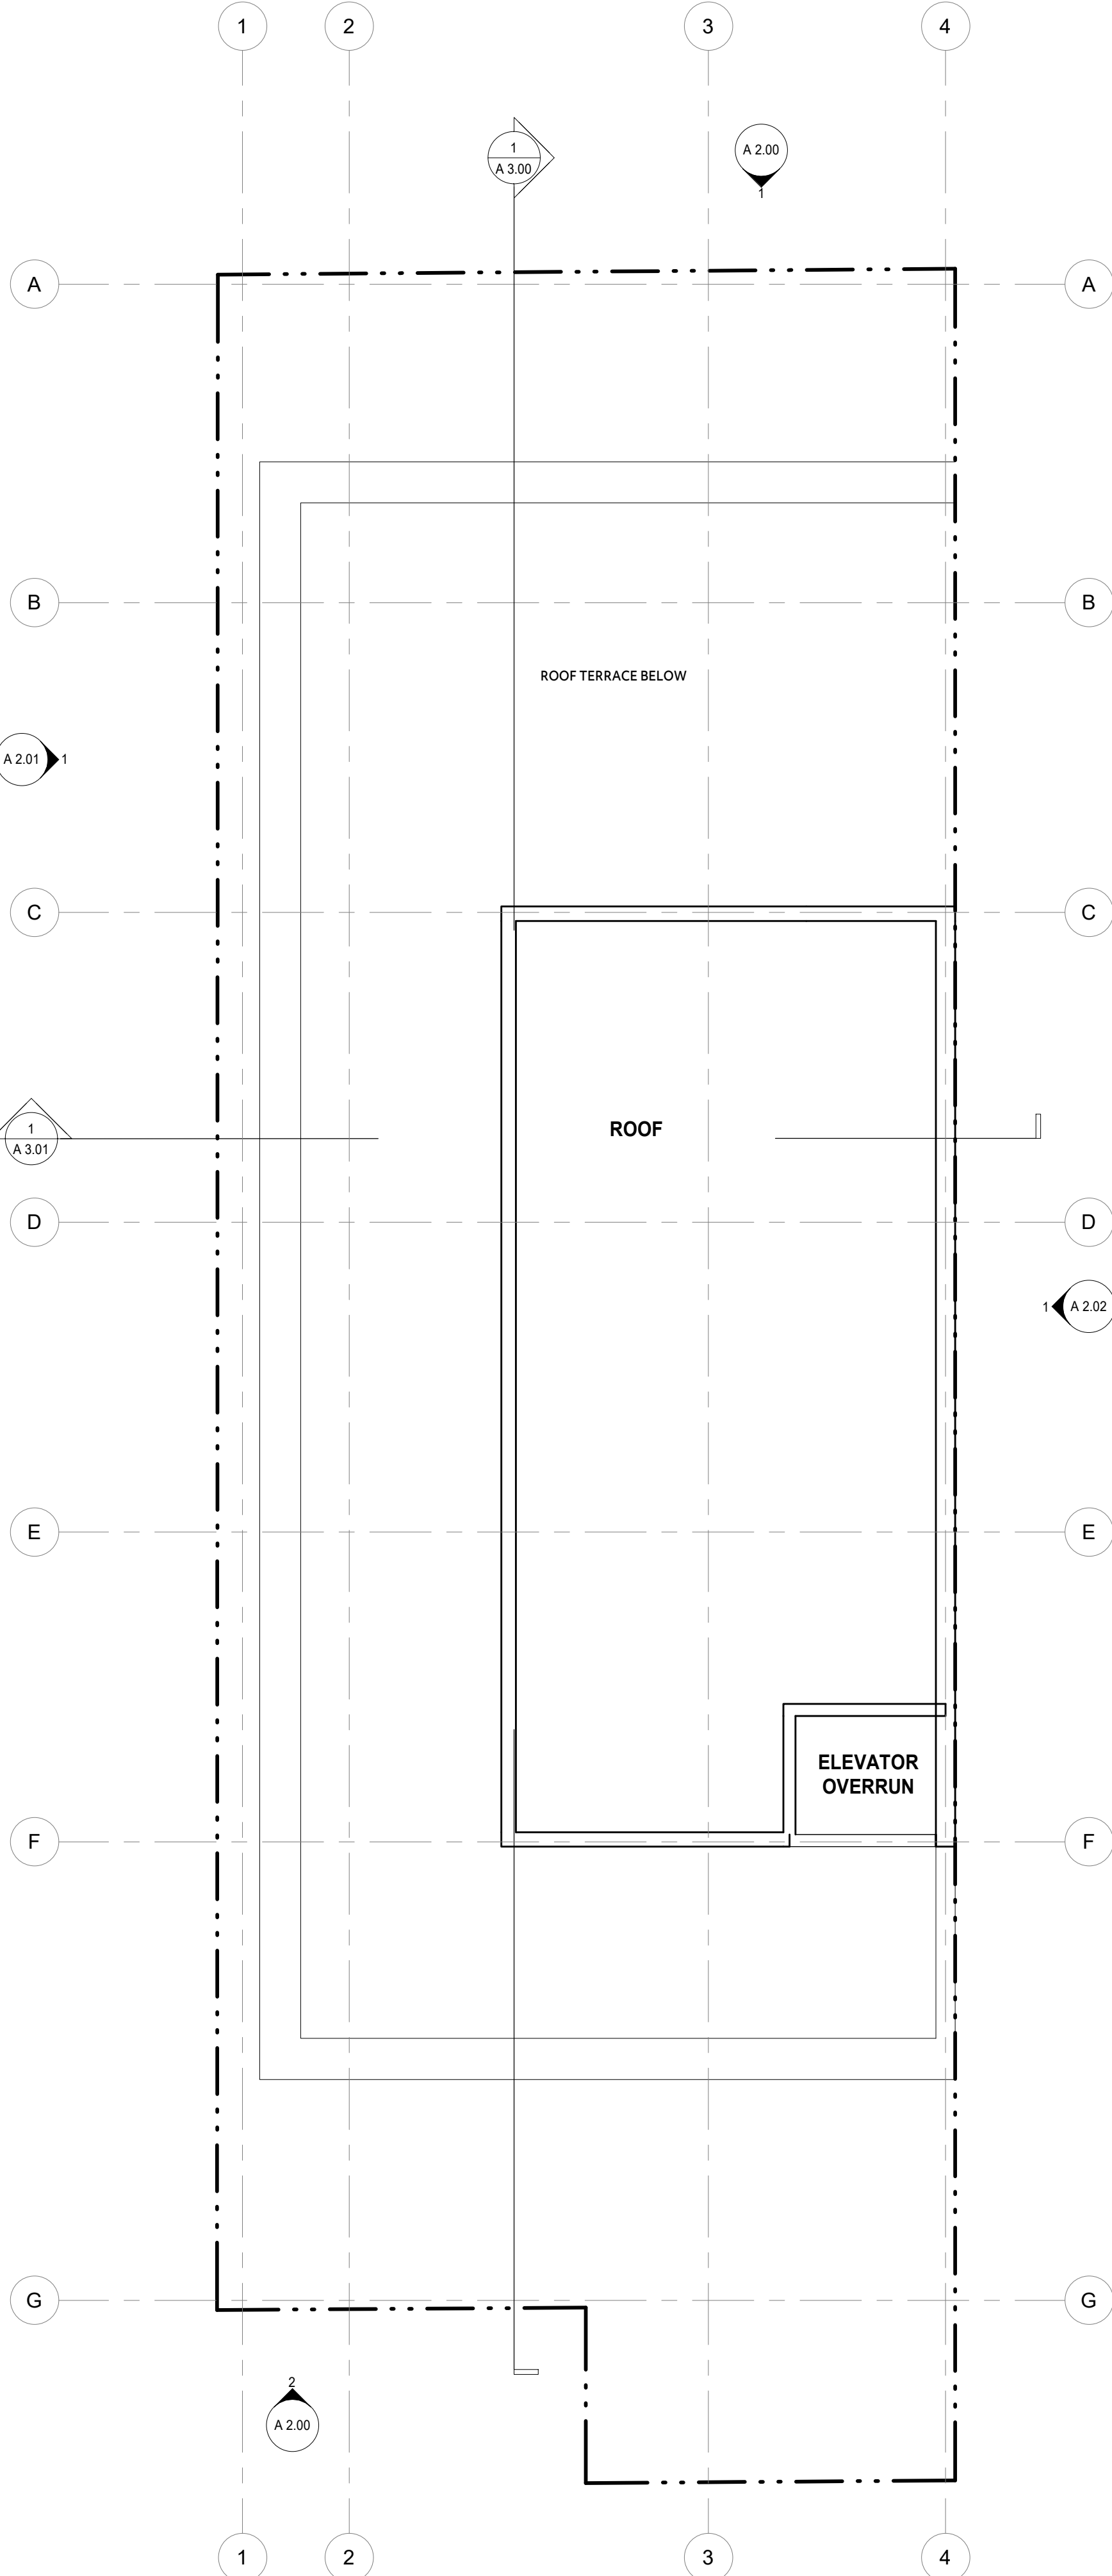 1 2 3 4
1
A 3.00
A 2.00
1
A A
B B
ROOF TERRACE BELOW
A 2.01 1
C C
1
A 3.01
ROOF
D D
1 A 2.02
E E
ELEVATOR
OVERRUN
F F
G G
2
A 2.00
1 2 3 4